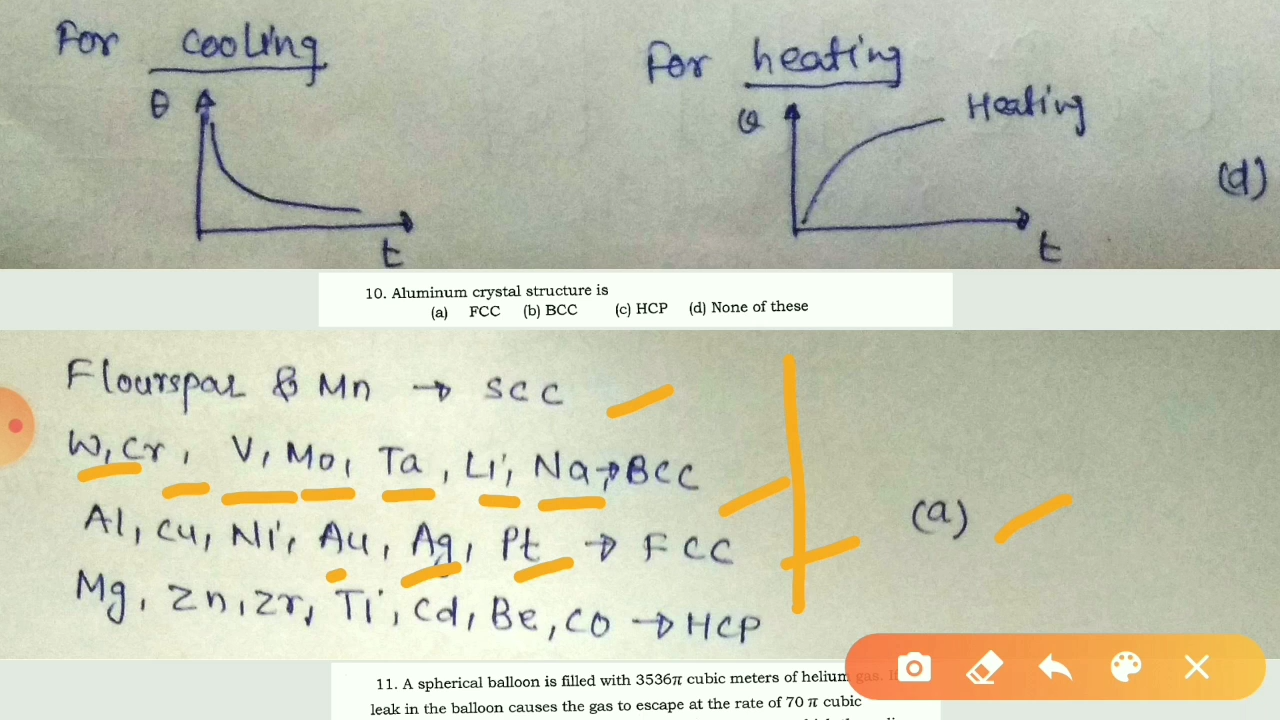 For cooling
For heating
θ
t
Q
Heating
t
(d)
10. Aluminum crystal structure is
(a) FCC (b) BCC (c) HCP (d) None of these
Flourspar & Mn → SCC
W, Cr, V, Mo, Ta, Li, Na → BCC
Al, Cu, Ni, Au, Ag, Pt → FCC
(a)
Mg, Zn, Zr, Ti, Cd, Be, CO → HCP
11. A spherical balloon is filled with 3536π cubic meters of helium gas.
leak in the balloon causes the gas to escape at the rate of 70 π cubic